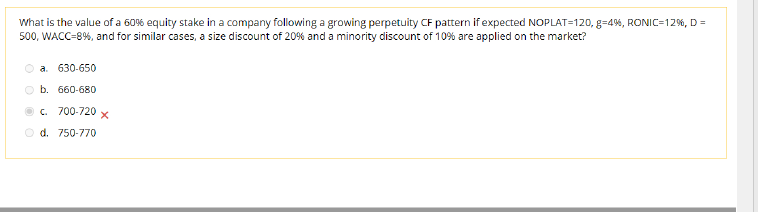 What is the value of a 60% equity stake in a company following a growing perpetuity CF pattern if expected NOPLAT=120, g=4%, RONIC=12%, D =
500, WACC=8%, and for similar cases, a size discount of 20% and a minority discount of 10% are applied on the market?
a. 630-650
b. 660-680
c. 700-720
d. 750-770